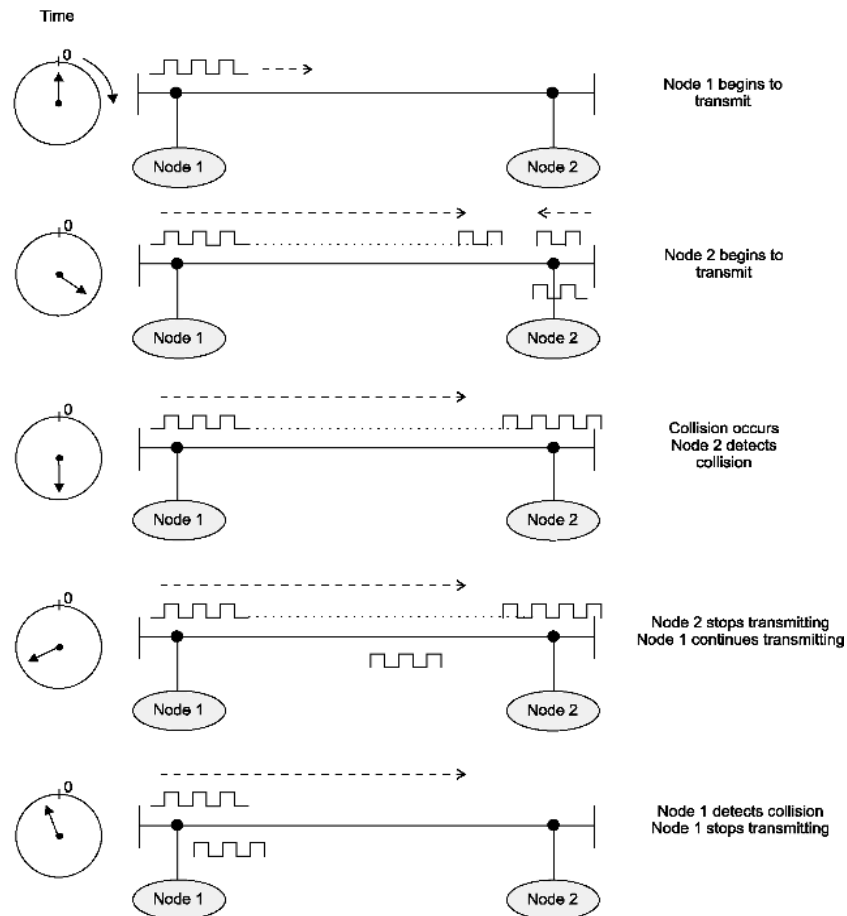 Time
0
Node 1 begins to
transmit
Node 1
Node 2
0
Node 2 begins to
transmit
Node 1
Node 2
0
Collision occurs
Node 2 detects
collision
Node 1
Node 2
0
Node 2 stops transmitting
Node 1 continues transmitting
Node 1
Node 2
0
Node 1 detects collision
Node 1 stops transmitting
Node 1
Node 2